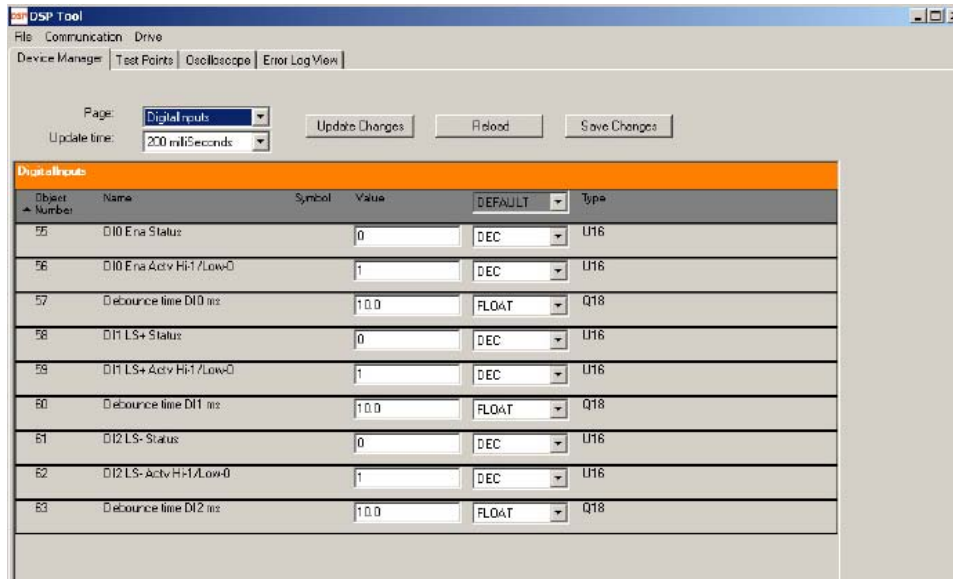 DSP DSP Tool
File Communication Drive
Device Manager Test Points Oscilloscope Error Log View
Page: DigitalInputs
Update Changes Reload Save Changes
Update time: 200 milliSeconds
DigitalInputs
Object Number Name Symbol Value DEFAULT Type
55 DI0 Ena Status 0 DEC U16
56 DI0 Ena Actv Hi-1/Low-0 1 DEC U16
57 Debounce time DI0 ms 10.0 FLOAT Q18
58 DI1 LS+ Status 0 DEC U16
59 DI1 LS+ Actv Hi-1/Low-0 1 DEC U16
60 Debounce time DI1 ms 10.0 FLOAT Q18
61 DI2 LS- Status 0 DEC U16
62 DI2 LS- Actv Hi-1/Low-0 1 DEC U16
63 Debounce time DI2 ms 10.0 FLOAT Q18